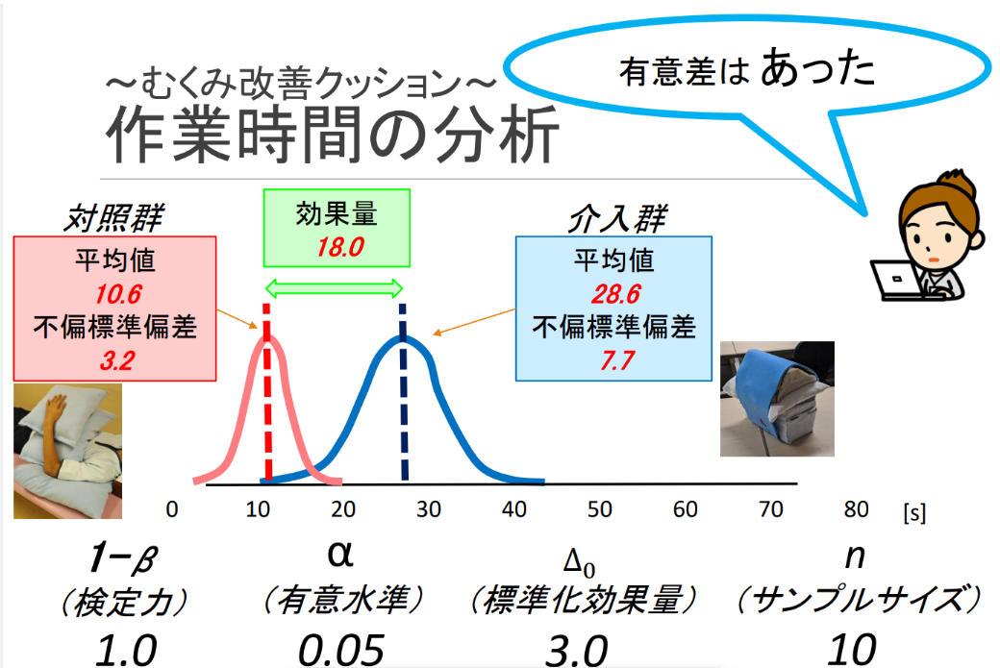 ～むくみ改善クッション～
作業時間の分析
有意差は あった
対照群
平均値
10.6
不偏標準偏差
3.2
効果量
18.0
介入群
平均値
28.6
不偏標準偏差
7.7
0 10 20 30 40 50 60 70 80 [s]
1-β
（検定力）
1.0
α
（有意水準）
0.05
Δ₀
（標準化効果量）
3.0
n
（サンプルサイズ）
10